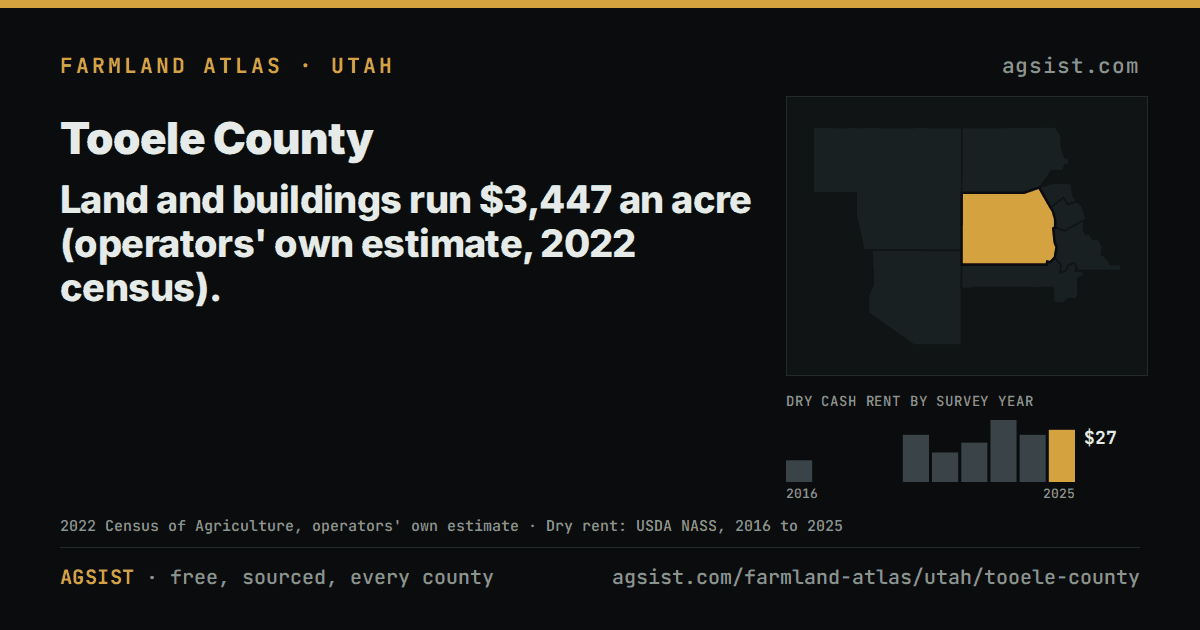 FARMLAND ATLAS · UTAH
agsist.com
Tooele County
Land and buildings run $3,447 an acre
(operators' own estimate, 2022
census).
DRY CASH RENT BY SURVEY YEAR
$27
2016
2025
2022 Census of Agriculture, operators' own estimate · Dry rent: USDA NASS, 2016 to 2025
AGSIST · free, sourced, every county
agsist.com/farmland-atlas/utah/tooele-county